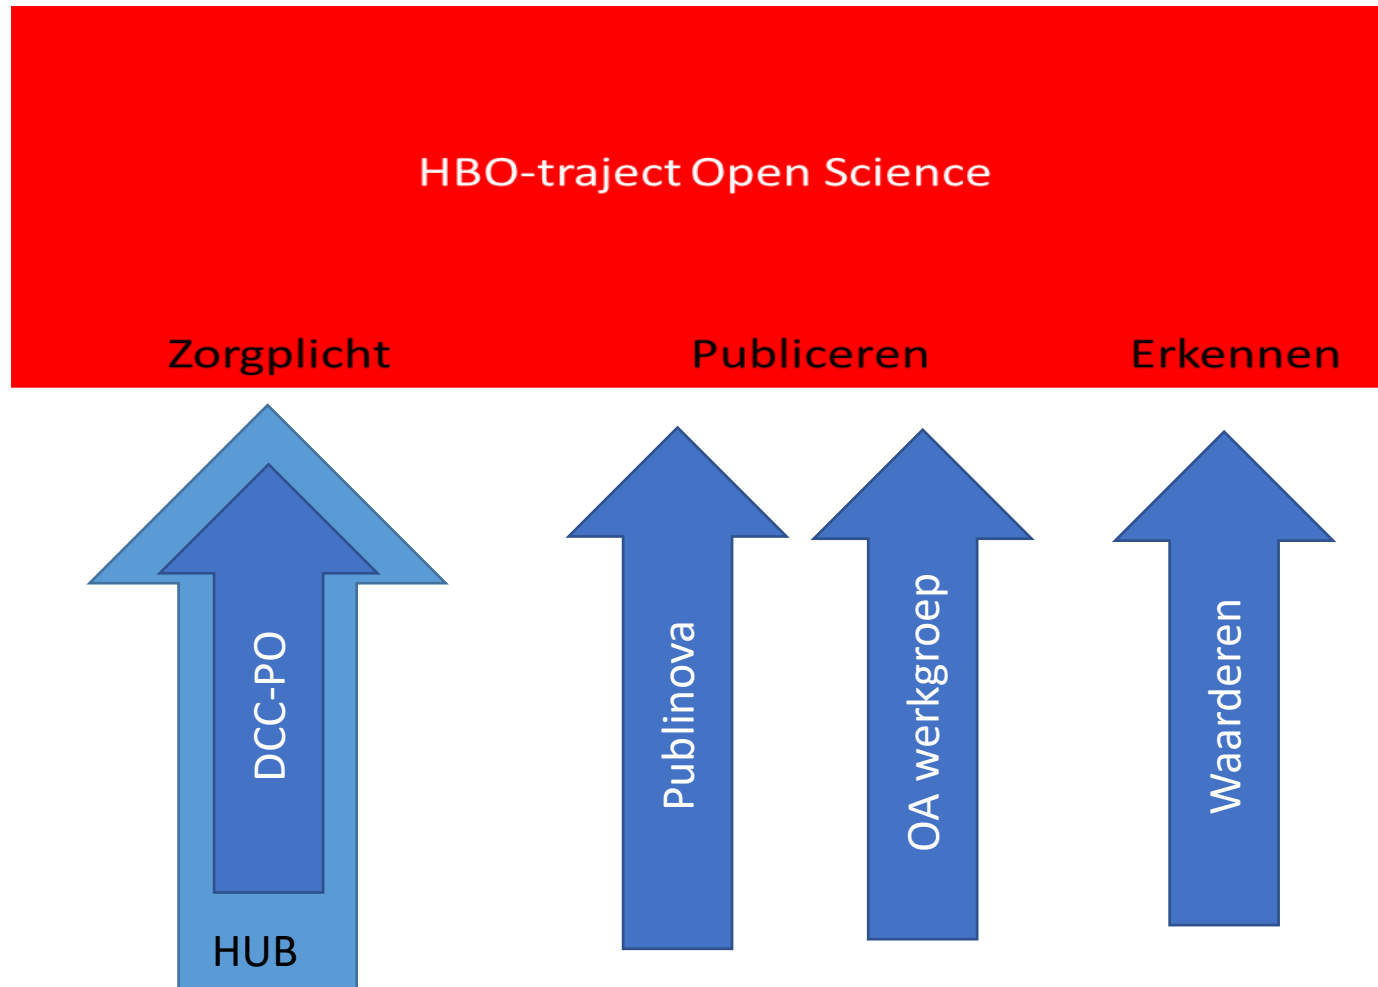 HBO-traject Open Science
Zorgplicht
Publiceren
Erkennen
DCC-PO
HUB
Publinova
OA werkgroep
Waarderen